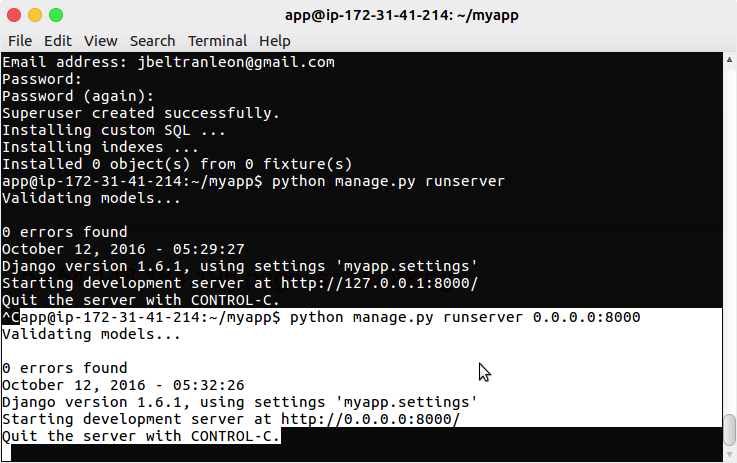 app@ip-172-31-41-214: ~/myapp
File Edit View Search Terminal Help
Email address: jbeltranleon@gmail.com
Password:
Password (again):
Superuser created successfully.
Installing custom SQL ...
Installing indexes ...
Installed 0 object(s) from 0 fixture(s)
app@ip-172-31-41-214:~/myapp$ python manage.py runserver
Validating models...
0 errors found
October 12, 2016 - 05:29:27
Django version 1.6.1, using settings 'myapp.settings'
Starting development server at http://127.0.0.1:8000/
Quit the server with CONTROL-C.
^Capp@ip-172-31-41-214:~/myapp$ python manage.py runserver 0.0.0.0:8000
Validating models...
0 errors found
October 12, 2016 - 05:32:26
Django version 1.6.1, using settings 'myapp.settings'
Starting development server at http://0.0.0.0:8000/
Quit the server with CONTROL-C.